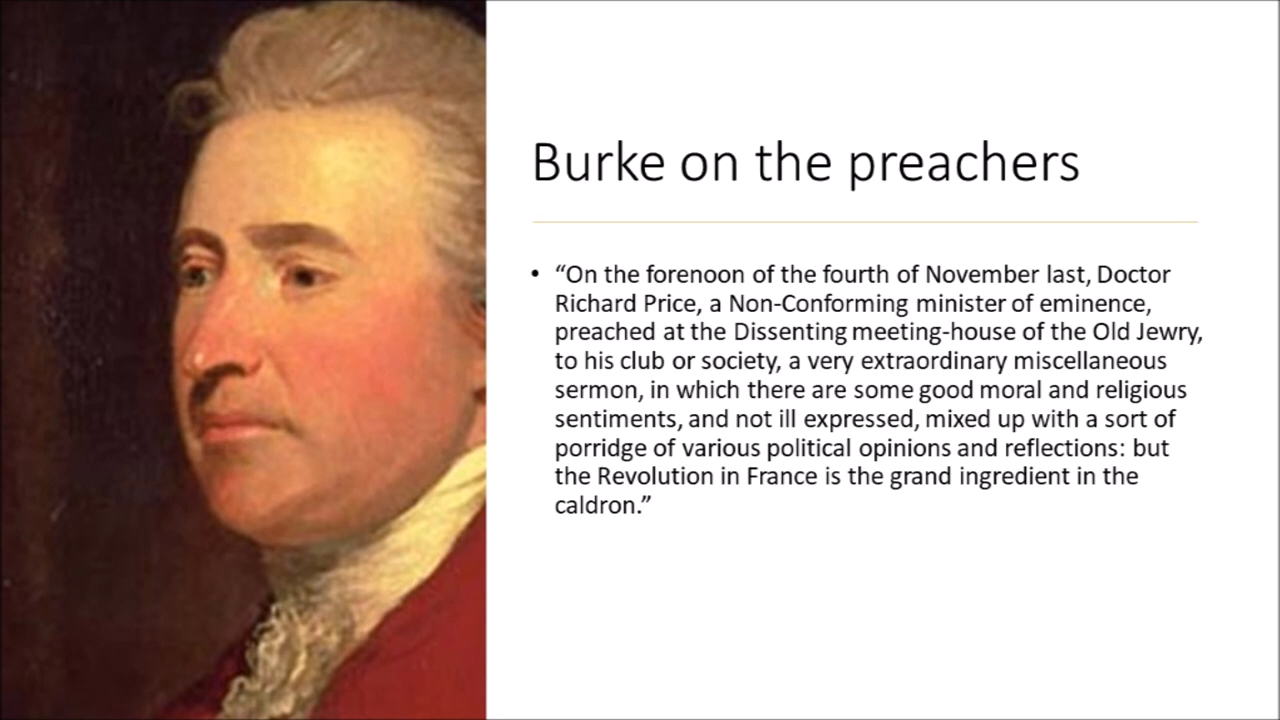 Burke on the preachers
• “On the forenoon of the fourth of November last, Doctor
Richard Price, a Non-Conforming minister of eminence,
preached at the Dissenting meeting-house of the Old Jewry,
to his club or society, a very extraordinary miscellaneous
sermon, in which there are some good moral and religious
sentiments, and not ill expressed, mixed up with a sort of
porridge of various political opinions and reflections: but
the Revolution in France is the grand ingredient in the
caldron.”